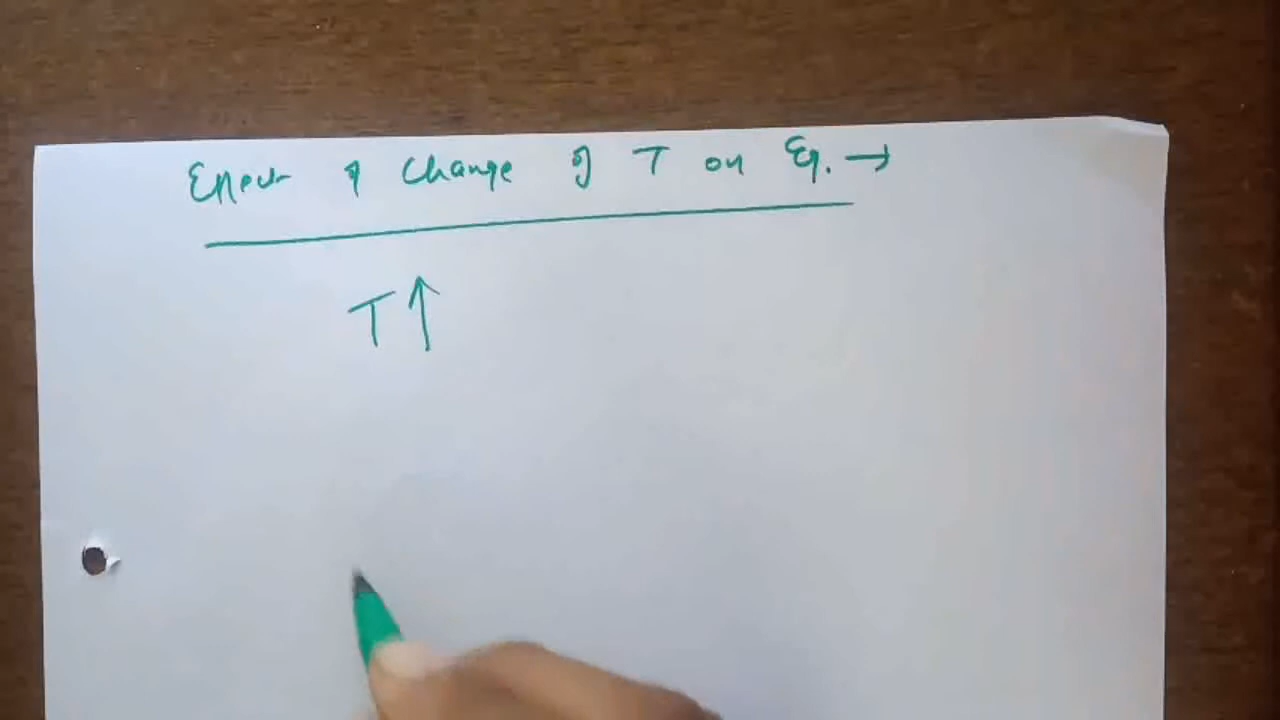 Effect of Change of T on Eq. →
T↑